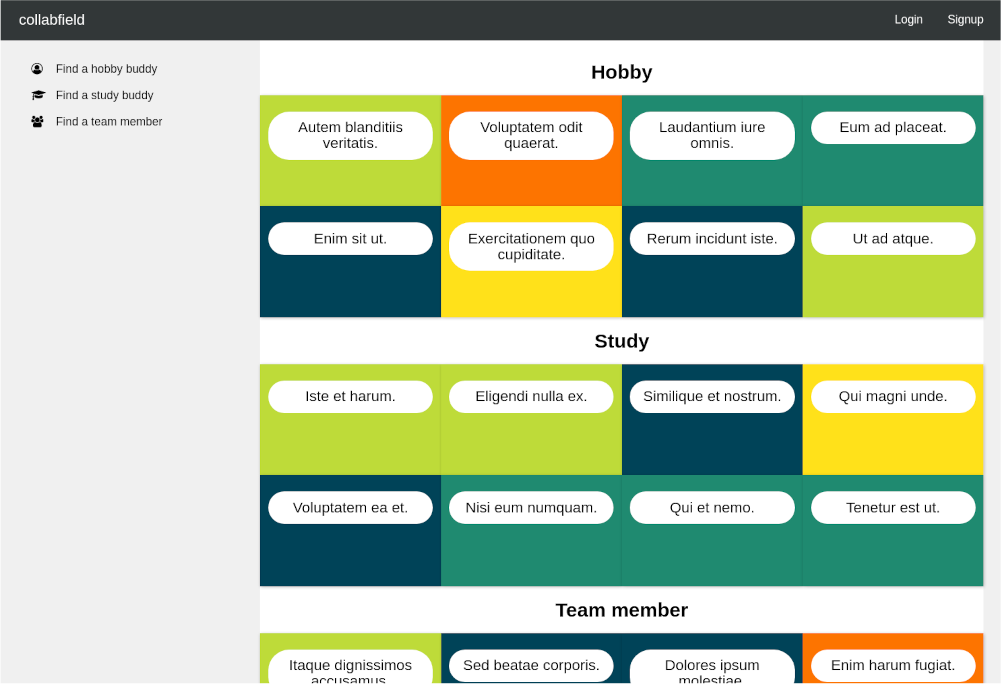 collabfield
Login
Signup
Find a hobby buddy
Find a study buddy
Find a team member
Hobby
Autem blanditiis
veritatis.
Voluptatem odit
quaerat.
Laudantium iure
omnis.
Eum ad placeat.
Enim sit ut.
Exercitationem quo
cupiditate.
Rerum incidunt iste.
Ut ad atque.
Study
Iste et harum.
Eligendi nulla ex.
Similique et nostrum.
Qui magni unde.
Voluptatem ea et.
Nisi eum numquam.
Qui et nemo.
Tenetur est ut.
Team member
Itaque dignissimos
accusamus
Sed beatae corporis.
Dolores ipsum
molestiae
Enim harum fugiat.